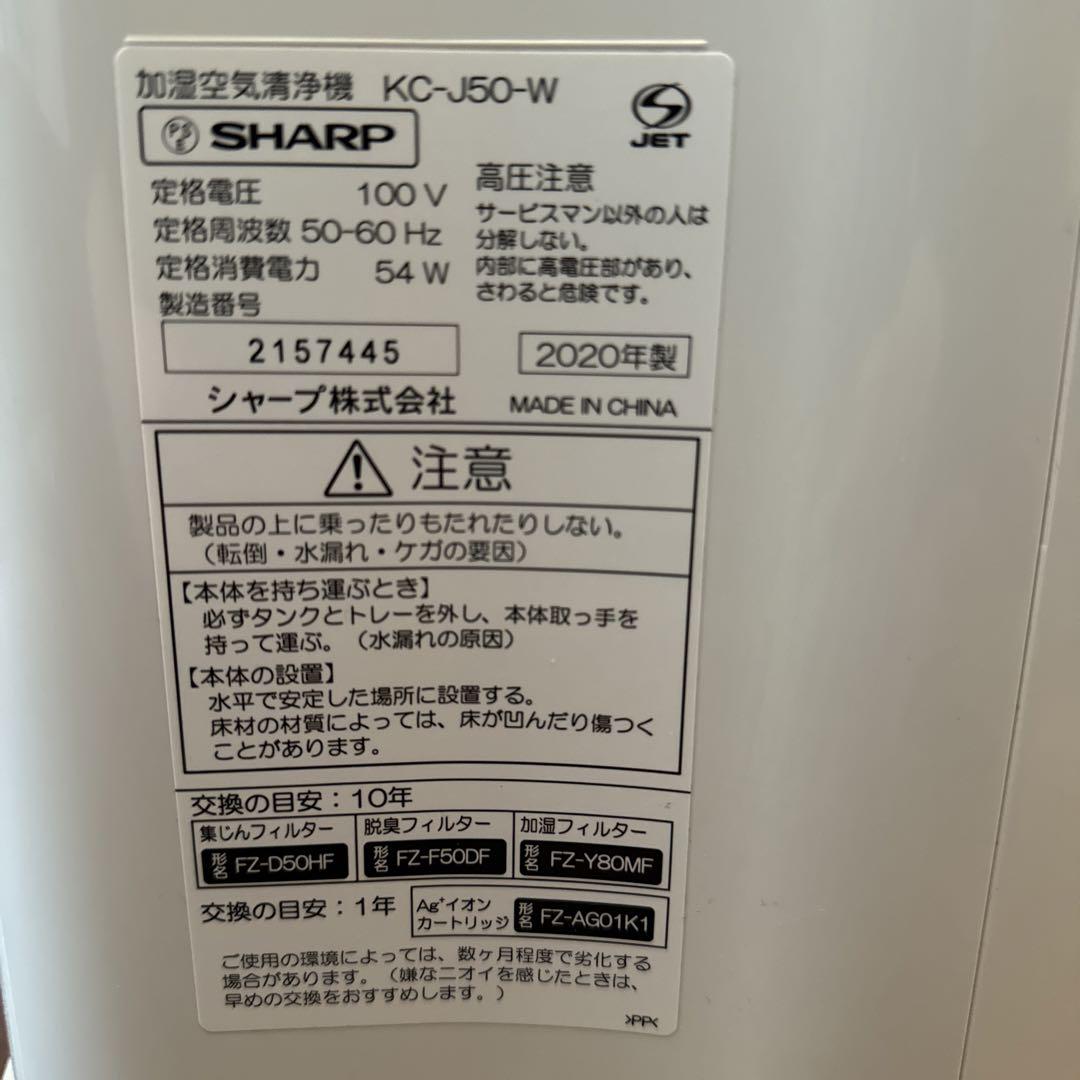 加湿空気清浄機 KC-J50-W
PSE SHARP
JET
定格電圧 100 V
定格周波数 50-60 Hz
定格消費電力 54 W
製造番号
2157445
高圧注意
サービスマン以外の人は
分解しない。
内部に高電圧部があり、
さわると危険です。
2020年製
シャープ株式会社 MADE IN CHINA
注意
製品の上に乗ったりもたれたりしない。
（転倒・水漏れ・ケガの要因）
【本体を持ち運ぶとき】
必ずタンクとトレーを外し、本体取っ手を
持って運ぶ。（水漏れの原因）
【本体の設置】
水平で安定した場所に設置する。
床材の材質によっては、床が凹んだり傷つく
ことがあります。
交換の目安：10年
集じんフィルター
形名 FZ-D50HF
脱臭フィルター
形名 FZ-F50DF
加湿フィルター
形名 FZ-Y80MF
交換の目安：1年
Ag⁺イオン
カートリッジ
形名 FZ-AG01K1
ご使用の環境によっては、数ヶ月程度で劣化する
場合があります。（嫌なニオイを感じたときは、
早めの交換をおすすめします。）
>PP<